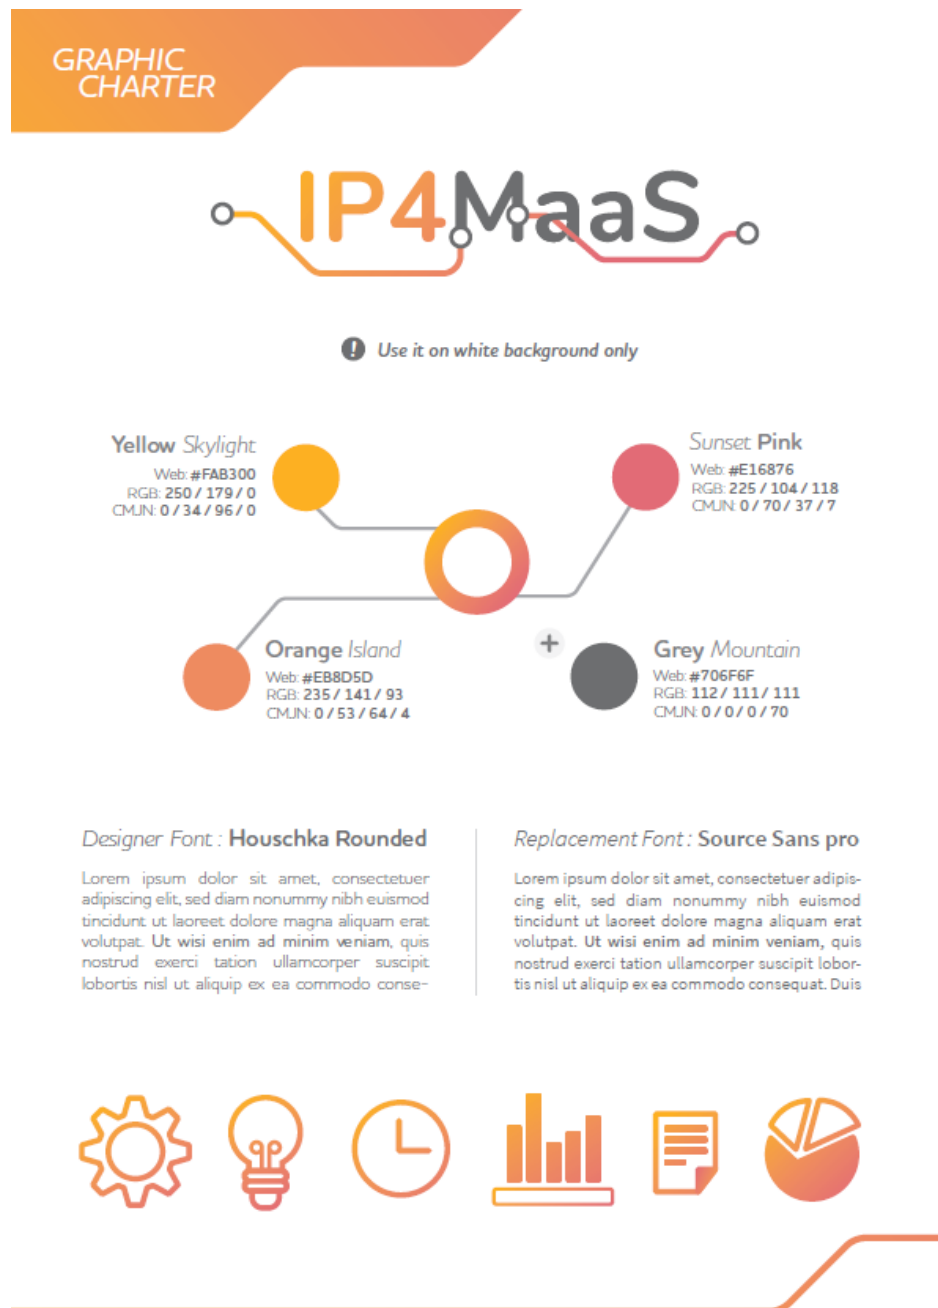 GRAPHIC
CHARTER
IP4MaaS
! Use it on white background only
Yellow Skylight
Web: #FAB300
RGB: 250 / 179 / 0
CMJN: 0 / 34 / 96 / 0
Sunset Pink
Web: #E16876
RGB: 225 / 104 / 118
CMJN: 0 / 70 / 37 / 7
Orange Island
Web: #EB8D5D
RGB: 235 / 141 / 93
CMJN: 0 / 53 / 64 / 4
+
Grey Mountain
Web: #706F6F
RGB: 112 / 111 / 111
CMJN: 0 / 0 / 0 / 70
Designer Font : Houschka Rounded
Lorem ipsum dolor sit amet, consectetuer
adipiscing elit, sed diam nonummy nibh euismod
tincidunt ut laoreet dolore magna aliquam erat
volutpat. Ut wisi enim ad minim veniam, quis
nostrud exerci tation ullamcorper suscipit
lobortis nisl ut aliquip ex ea commodo conse-
Replacement Font : Source Sans pro
Lorem ipsum dolor sit amet, consectetuer adipis-
cing elit, sed diam nonummy nibh euismod
tincidunt ut laoreet dolore magna aliquam erat
volutpat. Ut wisi enim ad minim veniam, quis
nostrud exerci tation ullamcorper suscipit lobor-
tis nisl ut aliquip ex ea commodo consequat. Duis